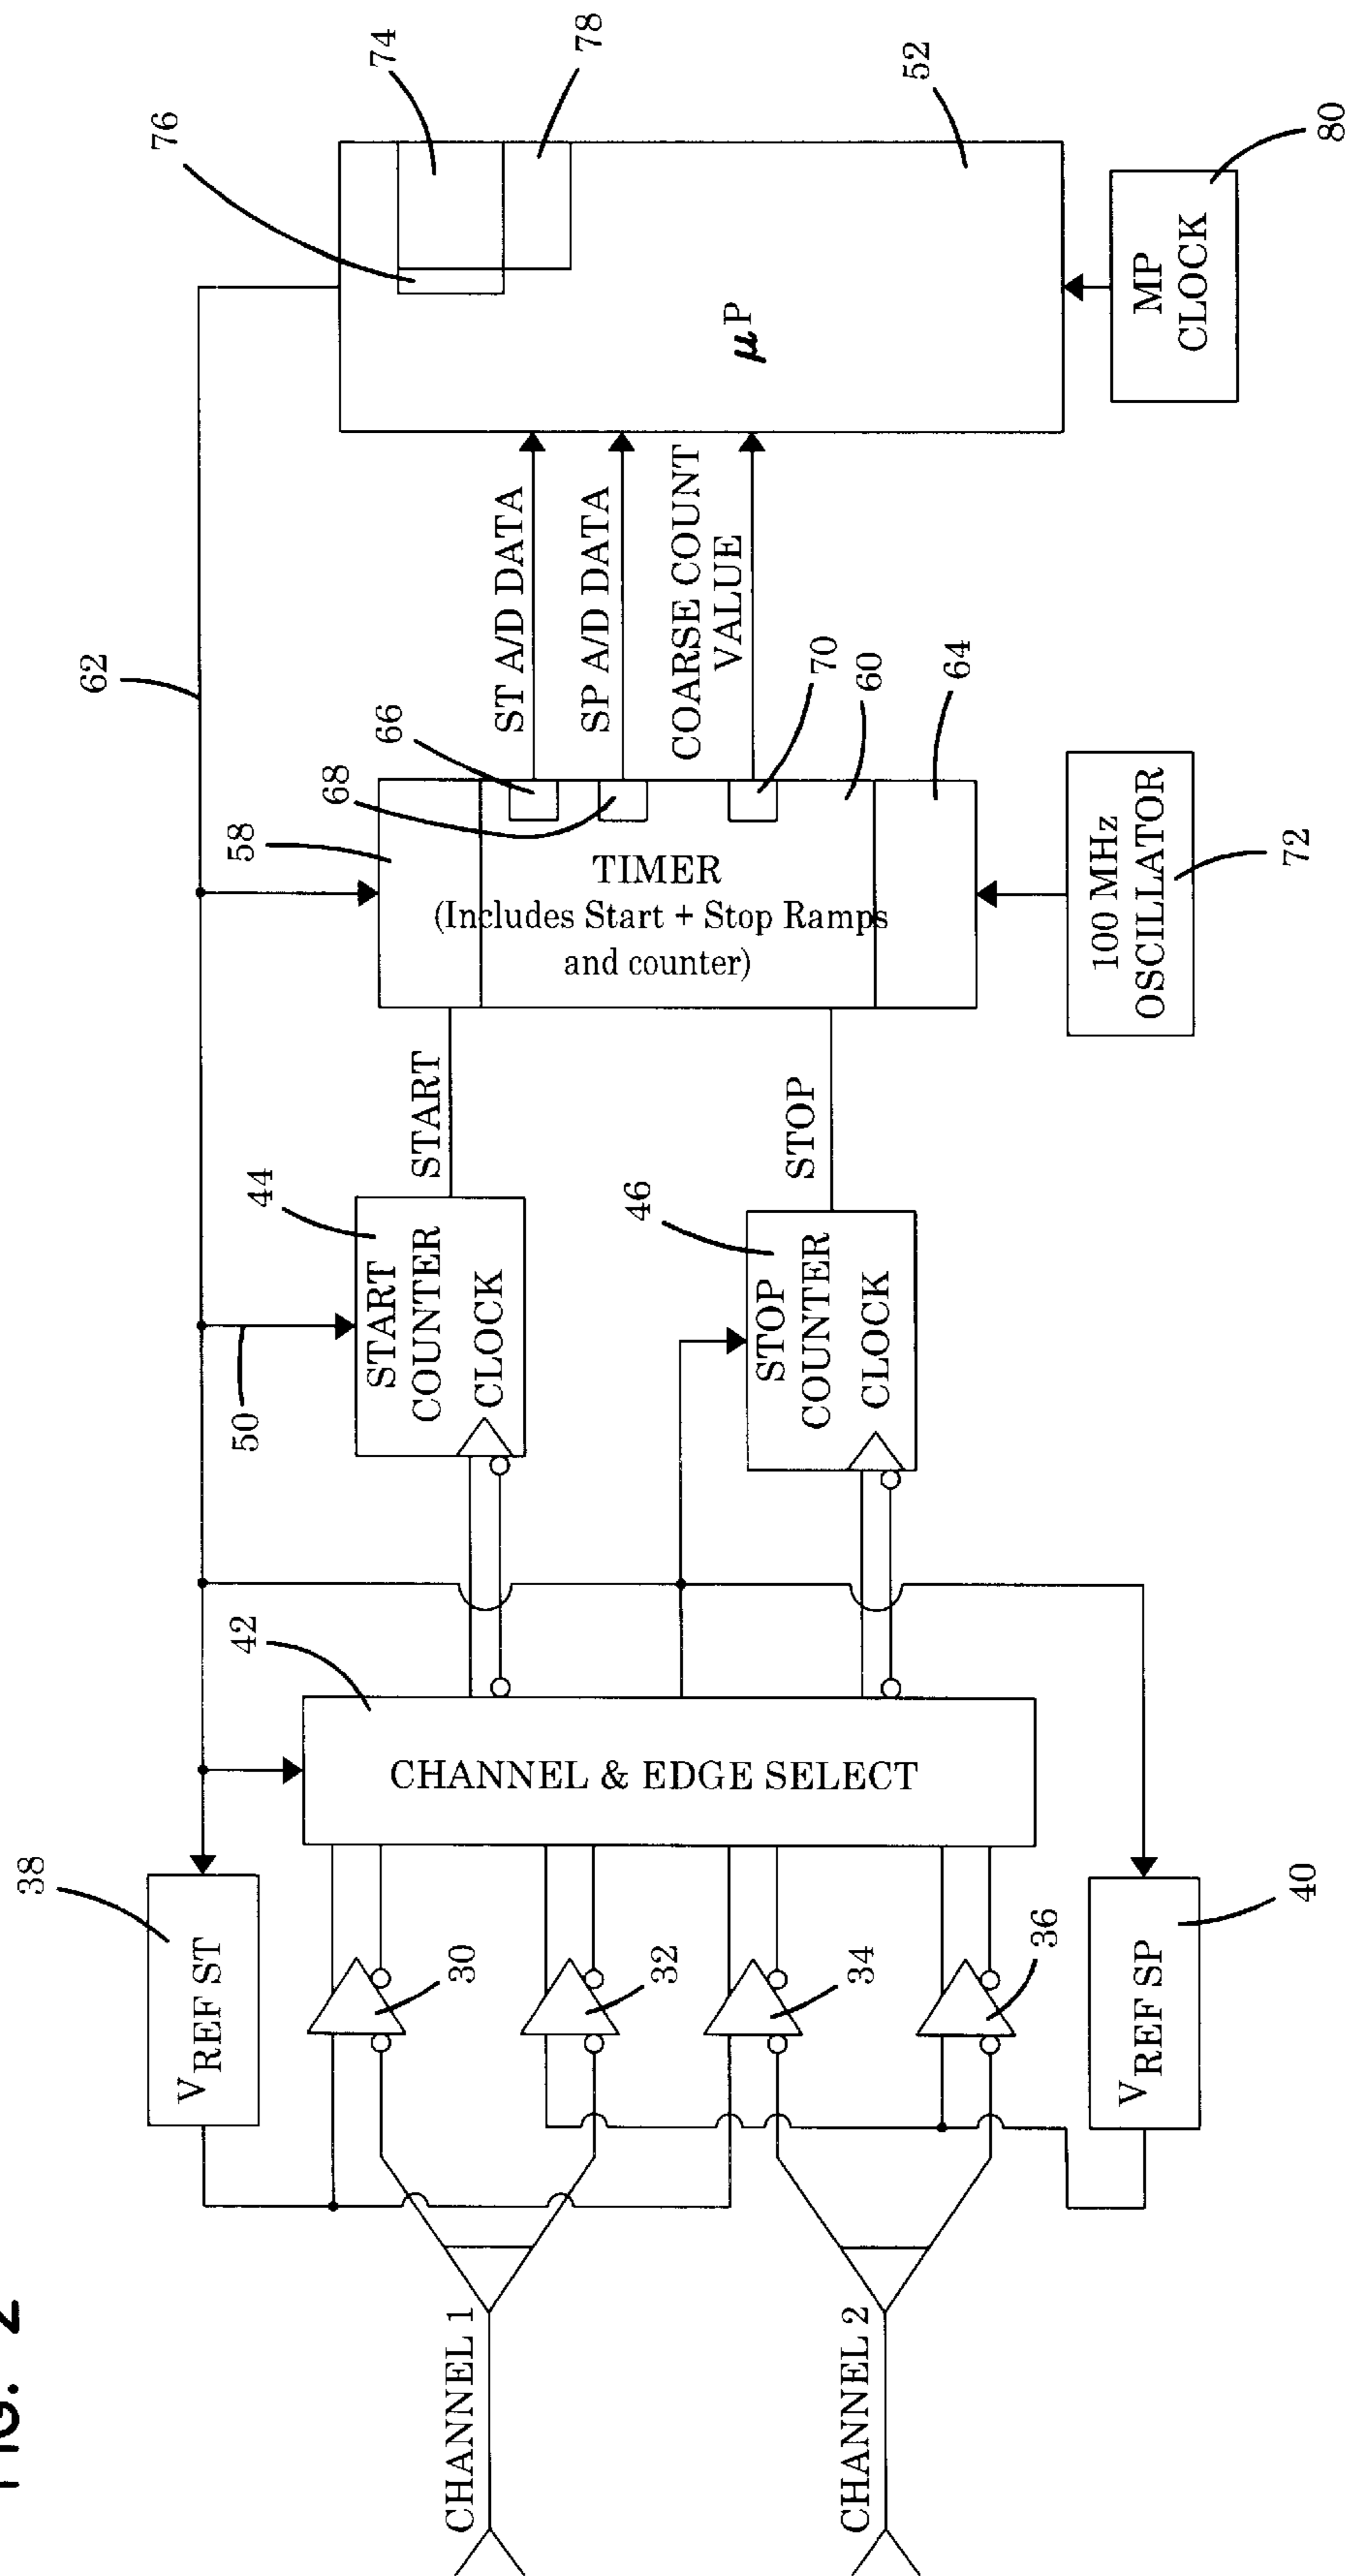 FIG. 2
CHANNEL 1
CHANNEL 2
38
V REF ST
30
32
34
36
V REF SP
40
42
CHANNEL & EDGE SELECT
50
44
START
COUNTER
CLOCK
46
STOP
COUNTER
CLOCK
START
STOP
62
58
68
66
TIMER
(Includes Start + Stop Ramps
and counter)
70
60
64
100 MHz
OSCILLATOR
72
ST A/D DATA
SP A/D DATA
COARSE COUNT
VALUE
76
74
78
52
μP
MP
CLOCK
80